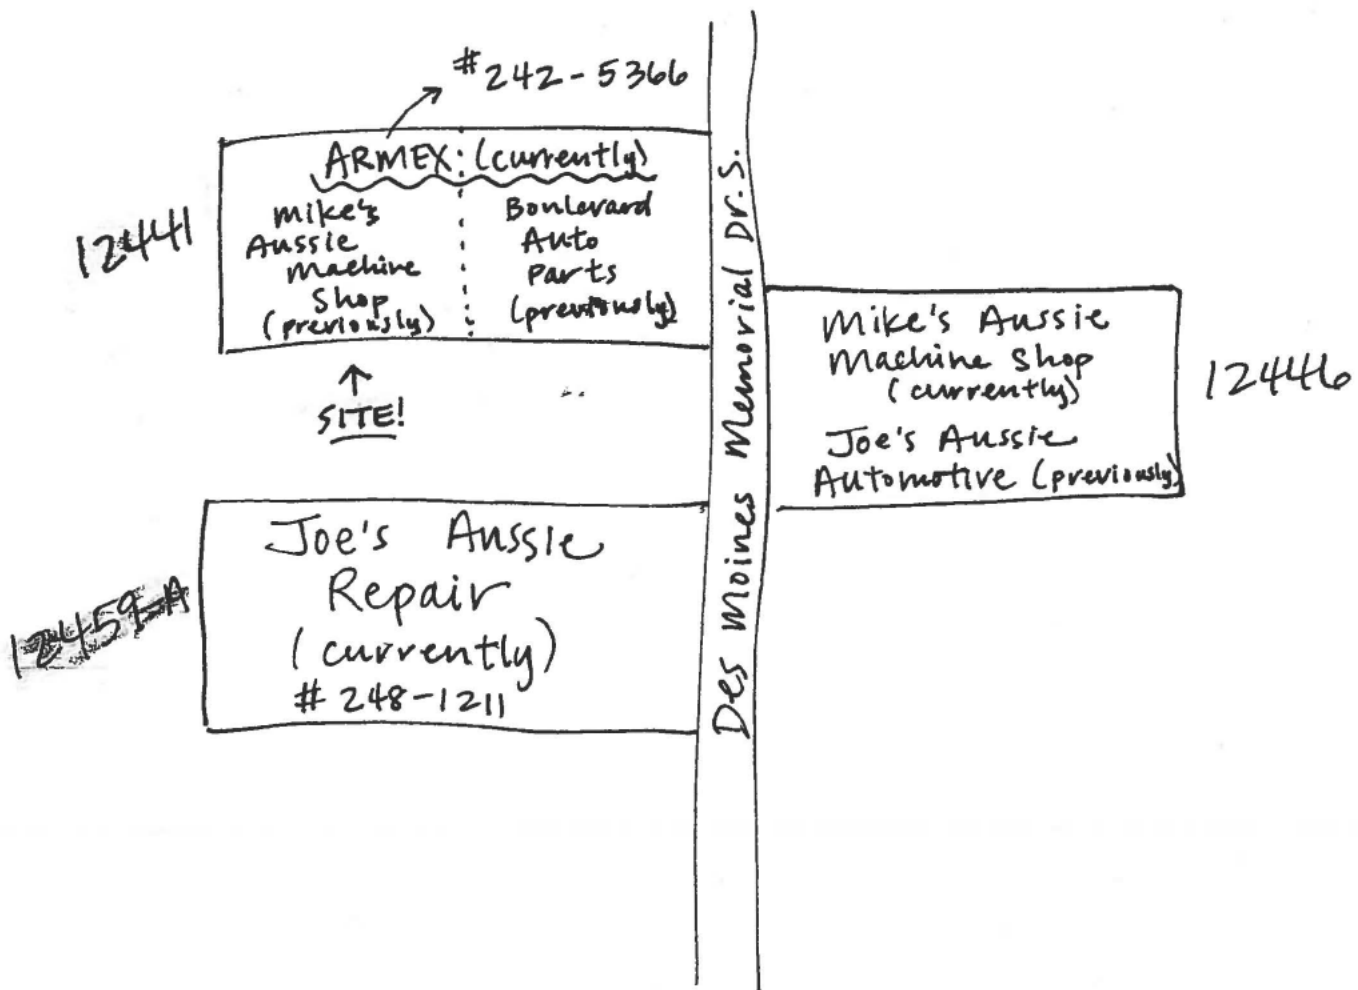 #242-5366
ARMEX (currently)
12441
Mike's
Aussie
Machine
Shop
(previously)
Boulevard
Auto
Parts
(previously)
↑
SITE!
Des Moines Memorial Dr. S.
Mike's Aussie
Machine Shop
(currently)
Joe's Aussie
Automotive (previously)
12446
12459-A
Joe's Aussie
Repair
(currently)
# 248-1211